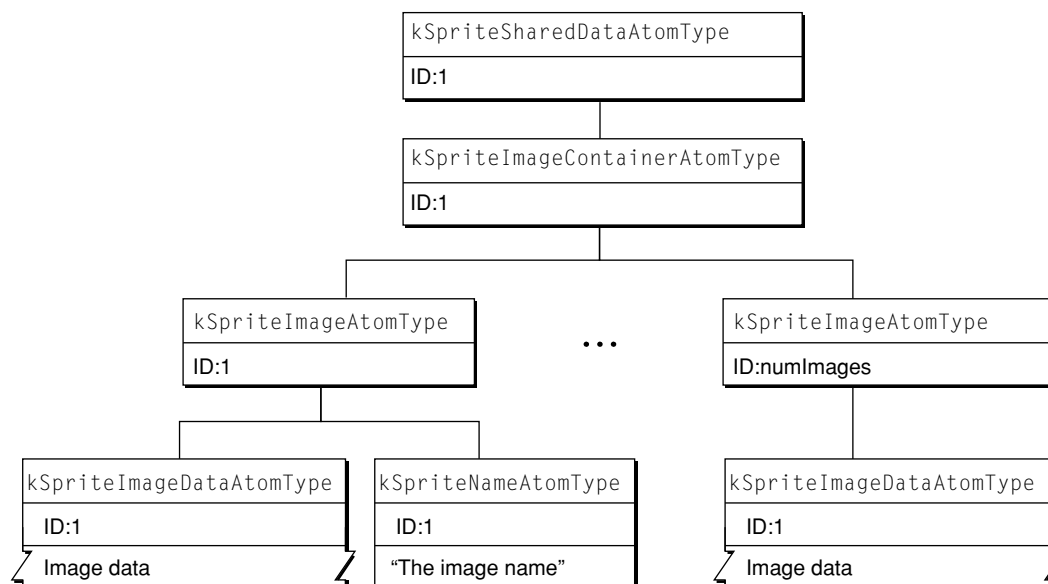 kSpriteSharedDataAtomType
ID:1
kSpriteImageContainerAtomType
ID:1
kSpriteImageAtomType
ID:1
...
kSpriteImageAtomType
ID:numImages
kSpriteImageDataAtomType
ID:1
Image data
kSpriteNameAtomType
ID:1
“The image name”
kSpriteImageDataAtomType
ID:1
Image data